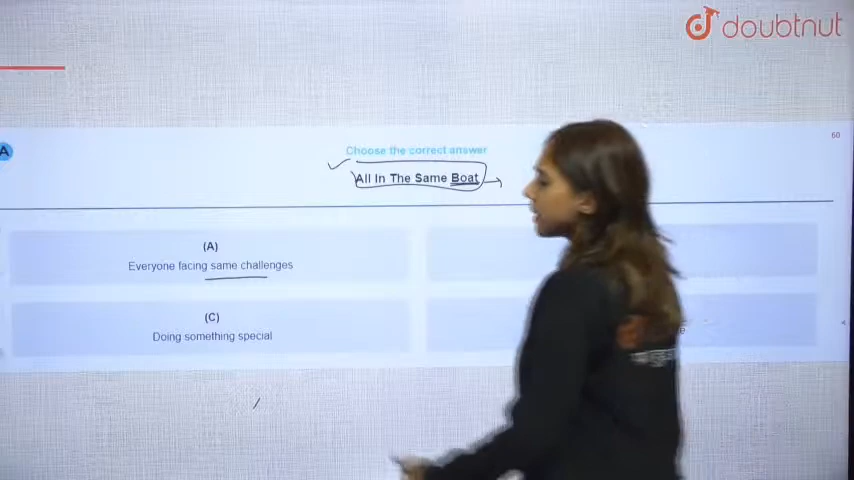 doubtnut
60
A
Choose the correct answer
All In The Same Boat
(A)
Everyone facing same challenges
(C)
Doing something special
e